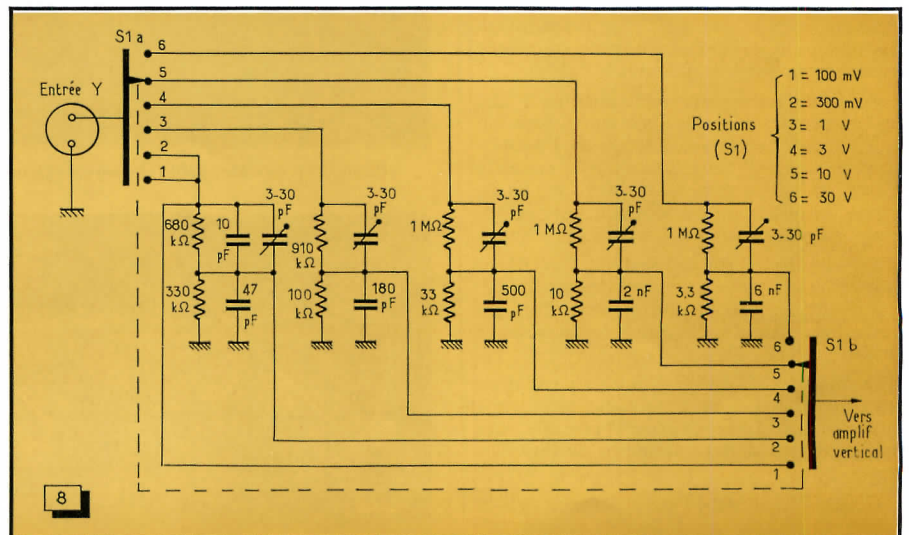 S1 a
Entrée Y
6
5
4
3
2
1
Positions
(S1)
1 = 100 mV
2 = 300 mV
3 = 1 V
4 = 3 V
5 = 10 V
6 = 30 V
680
kΩ
10
pF
3-30
pF
330
kΩ
47
pF
910
kΩ
3-30
pF
100
kΩ
180
pF
1 MΩ
3-30
pF
33
kΩ
500
pF
1 MΩ
3-30
pF
10
kΩ
2 nF
1 MΩ
3-30 pF
3,3
kΩ
6 nF
6
5
4
3
2
1
S1 b
Vers
amplif
vertical
8